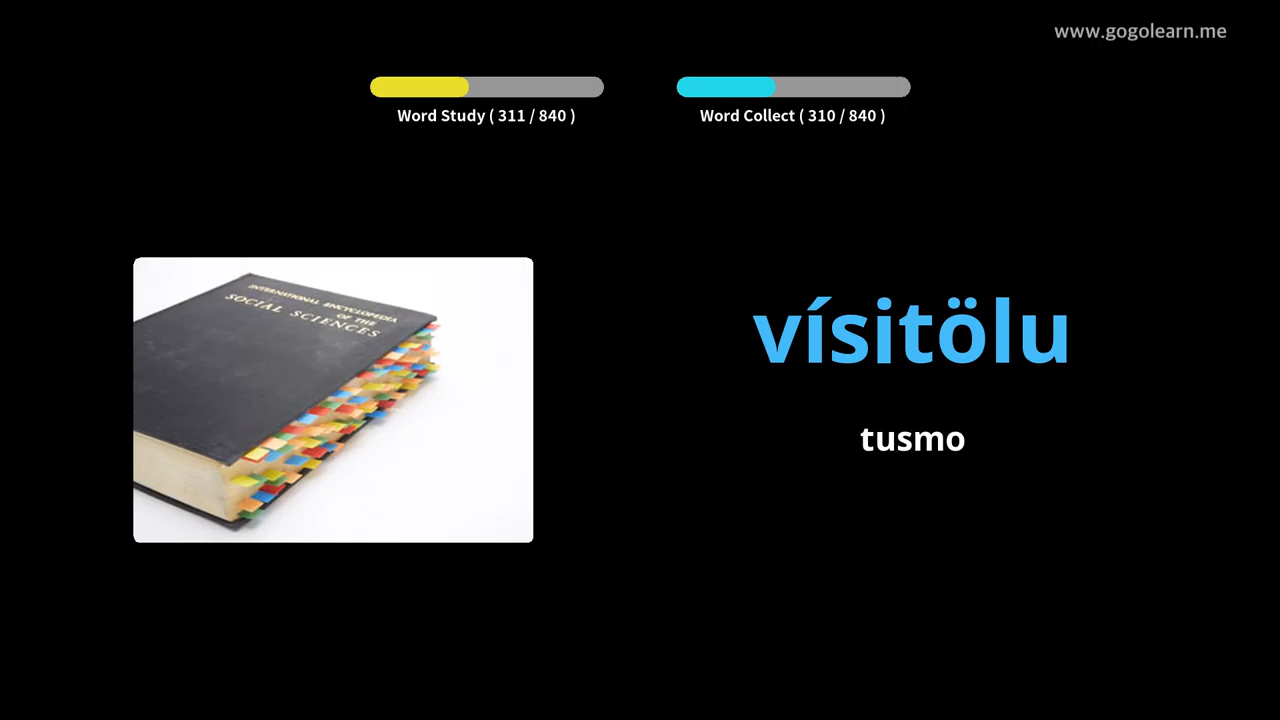 www.gogolearn.me
Word Study ( 311 / 840 )
Word Collect ( 310 / 840 )
INTERNATIONAL ENCYCLOPEDIA
OF THE
SOCIAL SCIENCES
vísitölu
tusmo